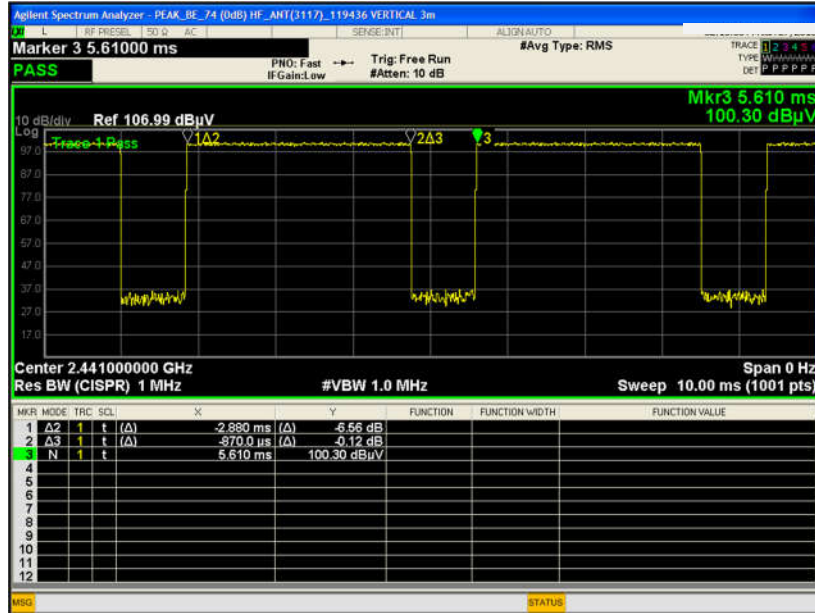 Agilent Spectrum Analyzer - PEAK_BE_74 (0dB) HF_ANT(3117)_119436 VERTICAL 3m
L RF PRESEL 50 Ω AC SENSE:INT ALIGN AUTO
Marker 3 5.61000 ms
PNO: Fast Trig: Free Run #Avg Type: RMS TRACE 1 2 3 4 5
TYPE
PASS IFGain:Low #Atten: 10 dB DET P P P P P
Mkr3 5.610 ms
10 dB/div Ref 106.99 dBµV 100.30 dBµV
Log
Trace 1 Pass 1Δ2 2Δ3 3
97.0
87.0
77.0
67.0
57.0
47.0
37.0
27.0
17.0
Center 2.441000000 GHz Span 0 Hz
Res BW (CISPR) 1 MHz #VBW 1.0 MHz Sweep 10.00 ms (1001 pts)
MKR MODE TRC SCL X Y FUNCTION FUNCTION WIDTH FUNCTION VALUE
1 Δ2 1 t (Δ) -2.880 ms (Δ) -6.56 dB
2 Δ3 1 t (Δ) -870.0 µs (Δ) -0.12 dB
3 N 1 t 5.610 ms 100.30 dBµV
4
5
6
7
8
9
10
11
12
MSG STATUS